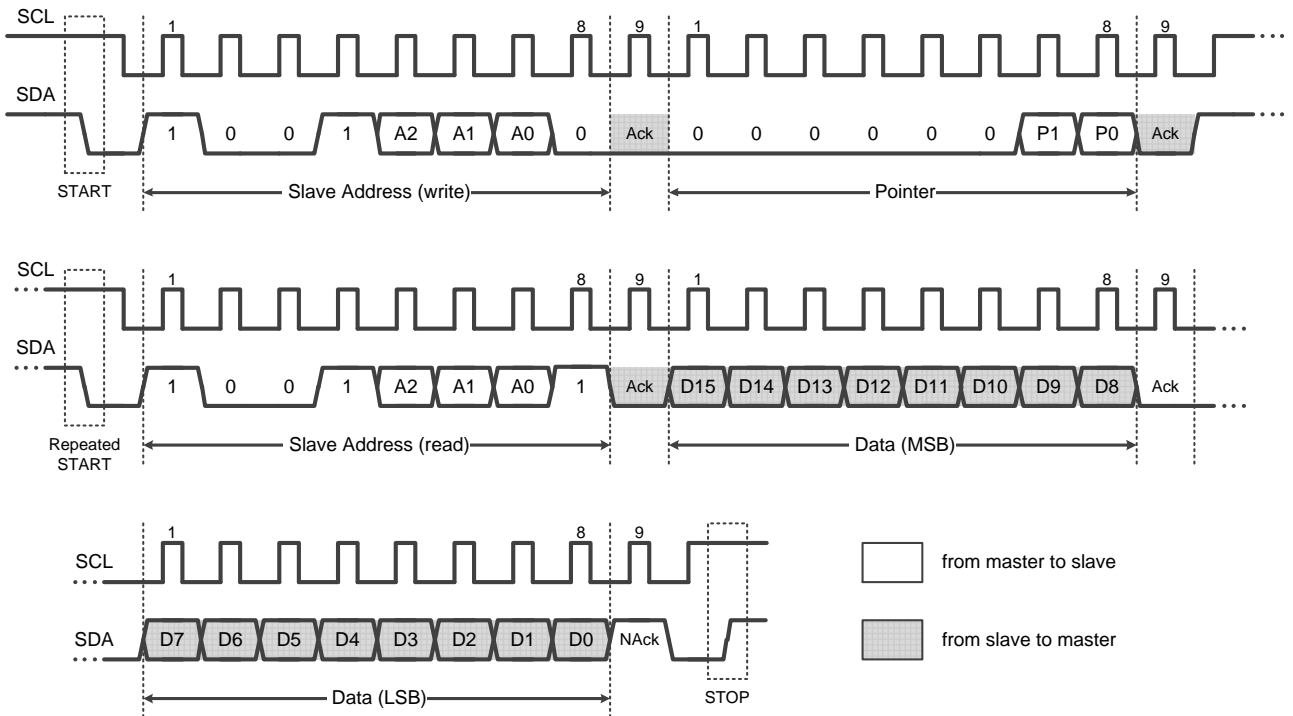 SCL
1 8 9 1 8 9
SDA
1 0 0 1 A2 A1 A0 0 Ack 0 0 0 0 0 0 P1 P0 Ack
START Slave Address (write) Pointer
SCL
1 8 9 1 8 9
SDA
1 0 0 1 A2 A1 A0 1 Ack D15 D14 D13 D12 D11 D10 D9 D8 Ack
Repeated
START
Slave Address (read) Data (MSB)
1 8 9
SCL
from master to slave
SDA D7 D6 D5 D4 D3 D2 D1 D0 NAck
from slave to master
Data (LSB) STOP